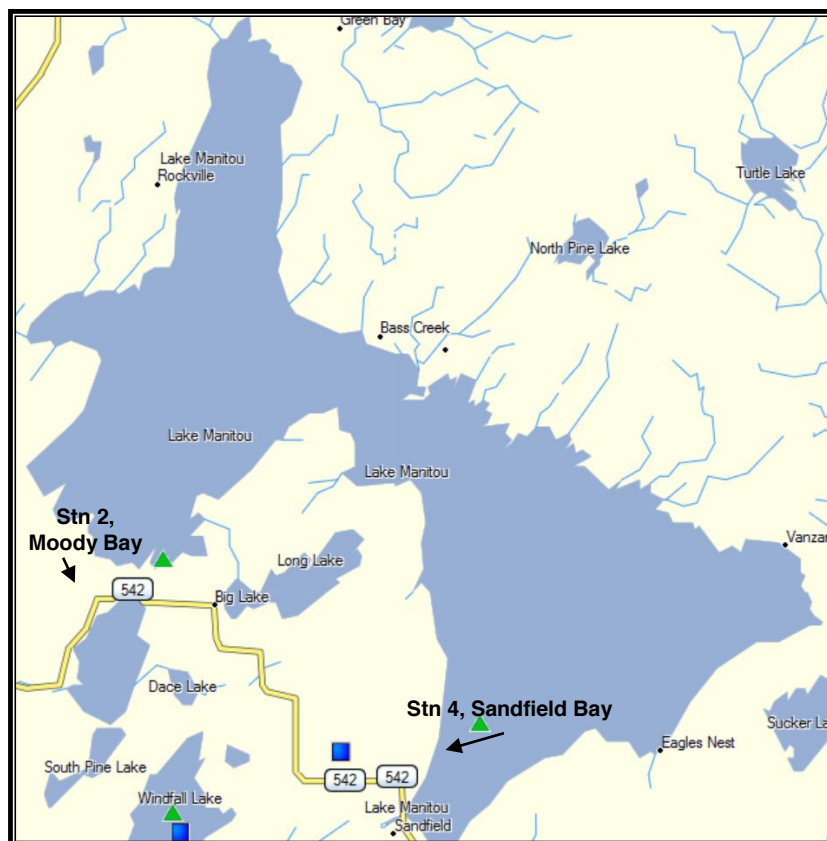 Green Bay
Lake Manitou
Rockville
Turtle Lake
North Pine Lake
Bass Creek
Lake Manitou
Lake Manitou
Stn 2,
Moody Bay
Vanzan
Long Lake
542
Big Lake
Dace Lake
Stn 4, Sandfield Bay
Sucker La
Eagles Nest
South Pine Lake
542
542
Windfall Lake
Lake Manitou
Sandfield